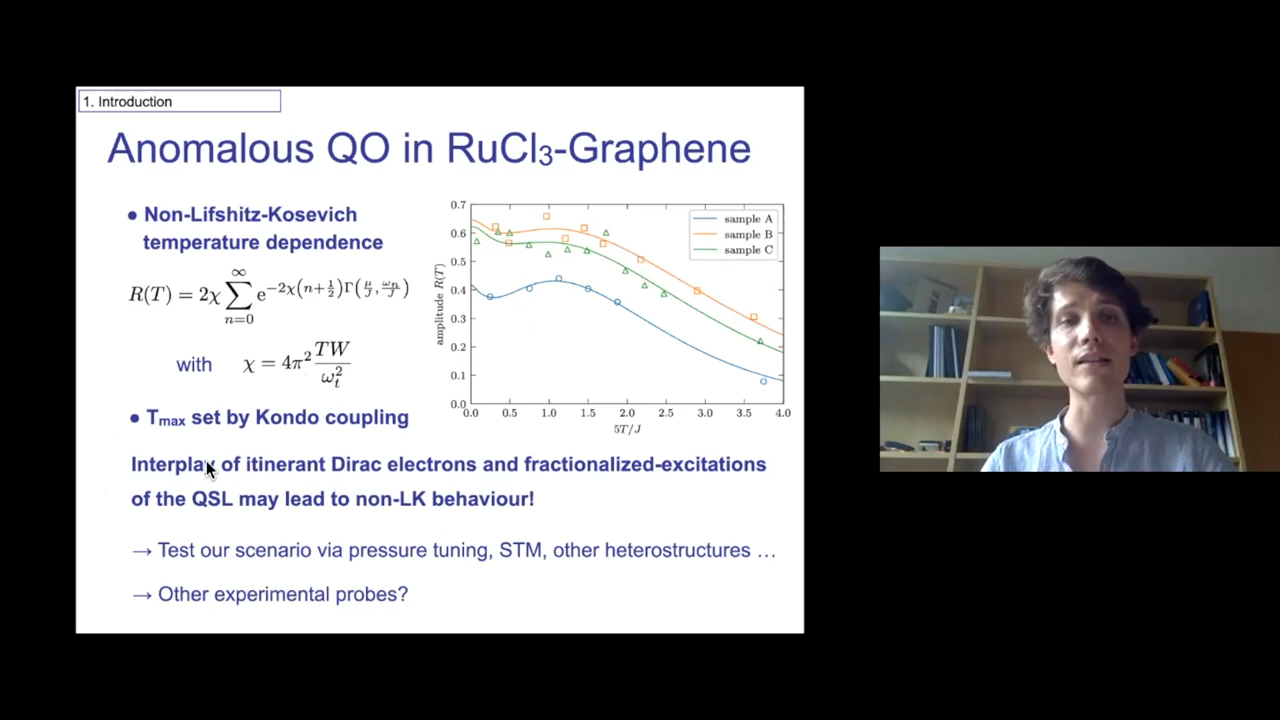 1. Introduction
Anomalous QO in RuCl₃-Graphene
● Non-Lifshitz-Kosevich
temperature dependence
R(T) = 2χ ∑_{n=0}^{∞} e^{−2χ(n+1/2)Γ(μ/J, ω_n/J)}
with χ = 4π² TW/ω_t²
● Tmax set by Kondo coupling
0.7
0.6
0.5
0.4
0.3
0.2
0.1
0.0
amplitude R(T)
sample A
sample B
sample C
0.0 0.5 1.0 1.5 2.0 2.5 3.0 3.5 4.0
5T/J
Interplay of itinerant Dirac electrons and fractionalized-excitations
of the QSL may lead to non-LK behaviour!
→ Test our scenario via pressure tuning, STM, other heterostructures …
→ Other experimental probes?